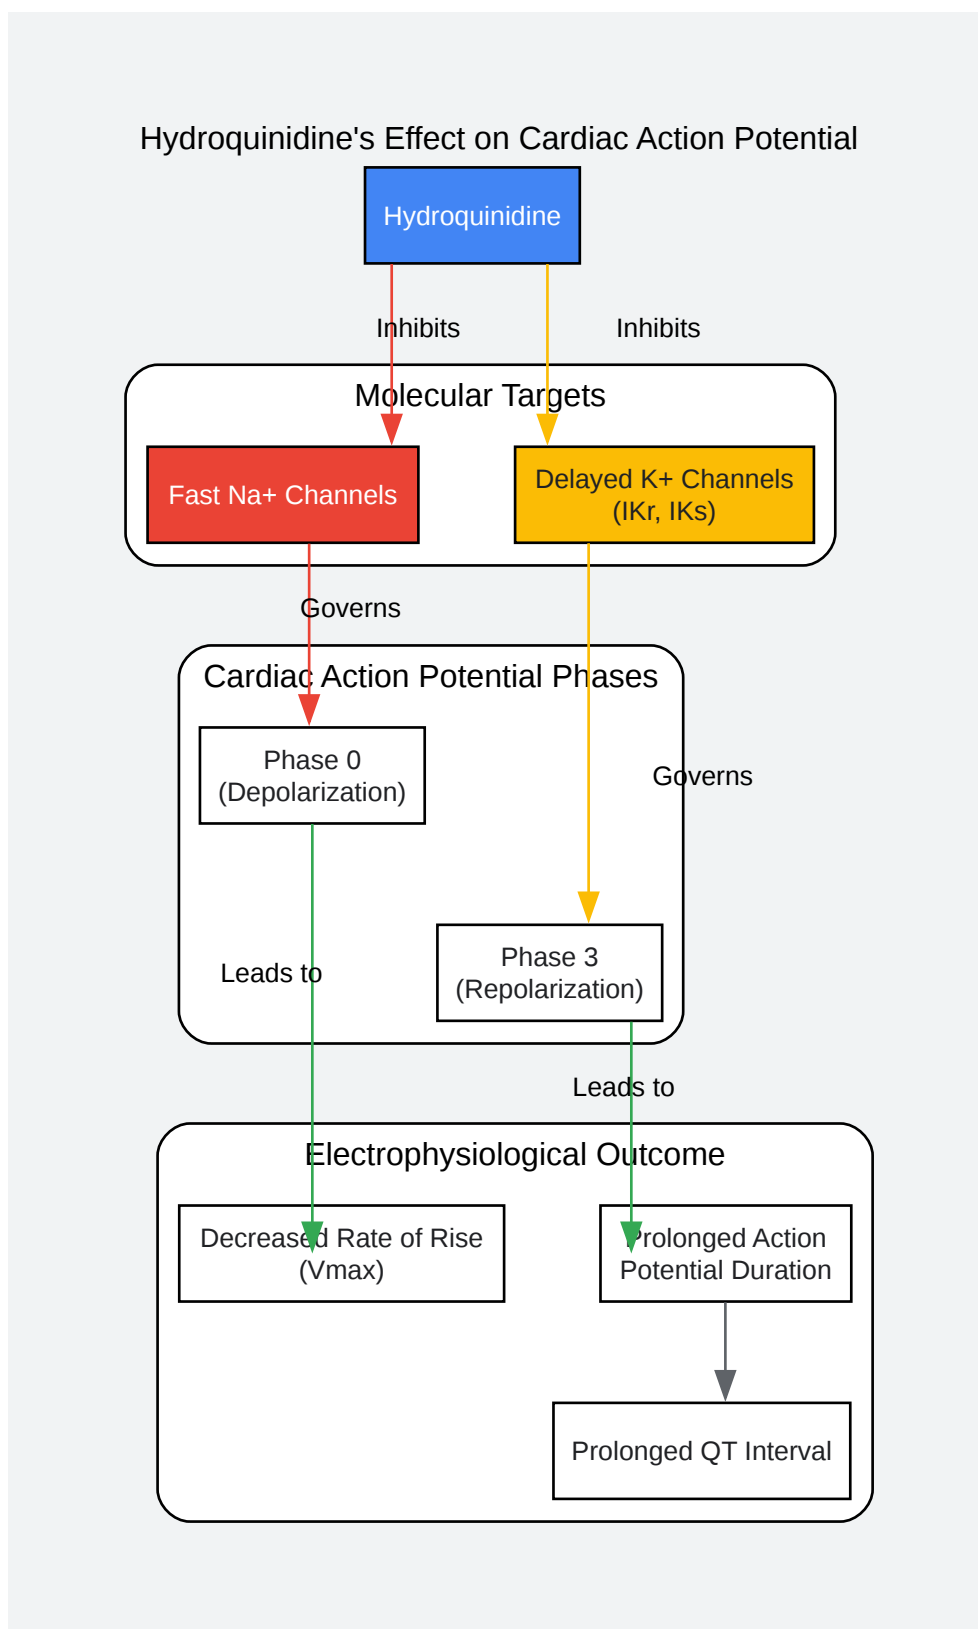 Hydroquinidine's Effect on Cardiac Action Potential
Hydroquinidine
Inhibits
Inhibits
Molecular Targets
Fast Na+ Channels
Delayed K+ Channels
(IKr, IKs)
Governs
Cardiac Action Potential Phases
Phase 0
(Depolarization)
Governs
Leads to
Phase 3
(Repolarization)
Leads to
Electrophysiological Outcome
Decreased Rate of Rise
(Vmax)
Prolonged Action
Potential Duration
Prolonged QT Interval